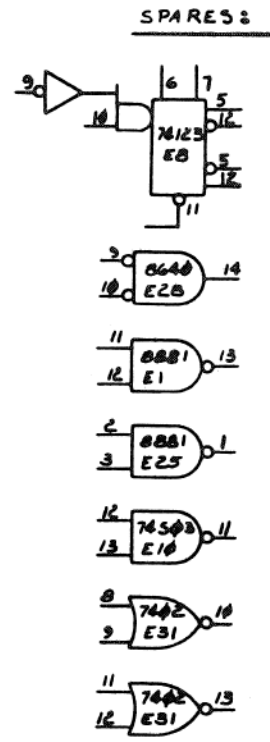 SPARES:
6 7
9
5
10 74123 12
E8
5
12
11
9
8640 14
10 E28
11
8881 13
12 E1
2
8881 1
3 E25
12
74S03 11
13 E10
8
7402 10
9 E31
11
7402 13
12 E31